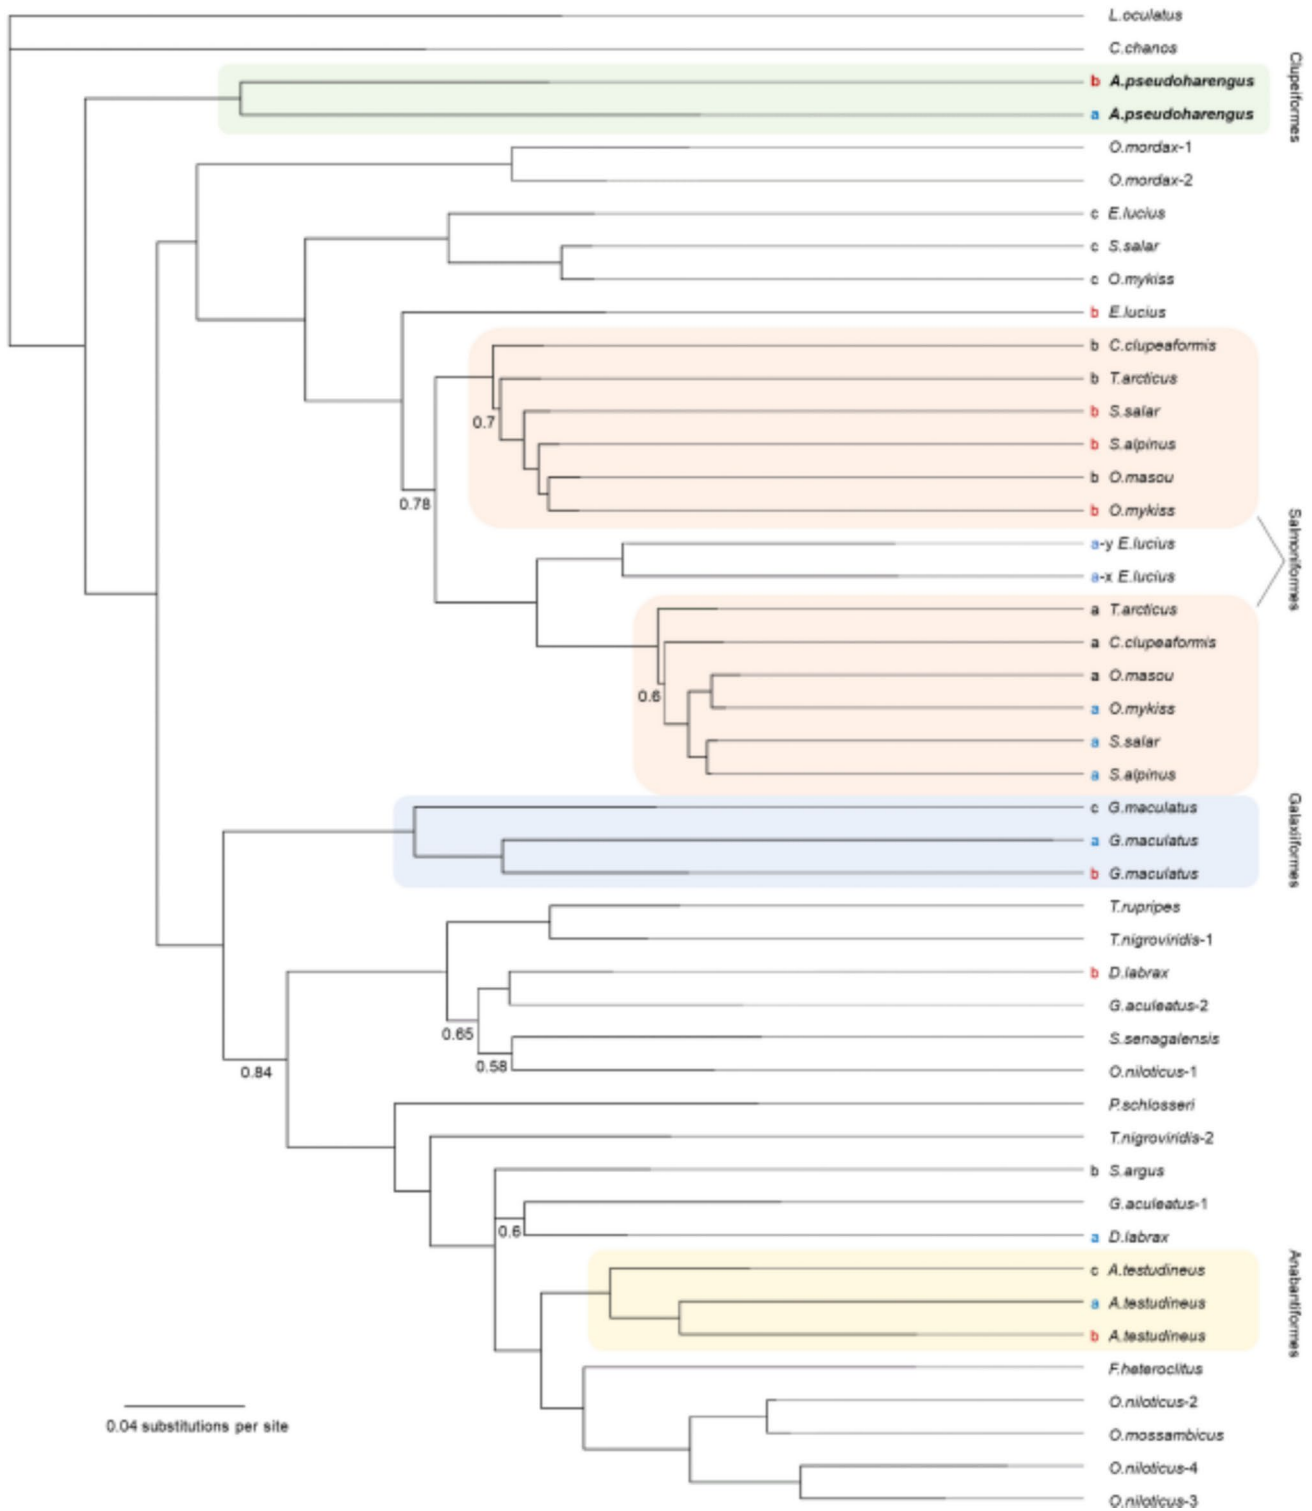 L.oculatus
C.chanos
b A.pseudoharengus
a A.pseudoharengus
O.mordax-1
O.mordax-2
c E.lucius
c S.salar
c O.mykiss
b E.lucius
b C.clupeaformis
b T.arcticus
b S.salar
0.7
b S.alpinus
b O.masou
0.78
b O.mykiss
a-y E.lucius
a-x E.lucius
a T.arcticus
a C.clupeaformis
a O.masou
0.6
a O.mykiss
a S.salar
a S.alpinus
c G.maculatus
a G.maculatus
b G.maculatus
T.rupripes
T.nigroviridis-1
b D.labrax
G.aculeatus-2
0.65
S.senagalensis
0.58
O.niloticus-1
0.84
P.schlosseri
T.nigroviridis-2
b S.argus
G.aculeatus-1
0.6
a D.labrax
c A.testudineus
a A.testudineus
b A.testudineus
F.heteroclitus
O.niloticus-2
0.04 substitutions per site
O.mossambicus
O.niloticus-4
O.niloticus-3
Clupeiformes
Salmoniformes
Galaxiiformes
Anabantiformes